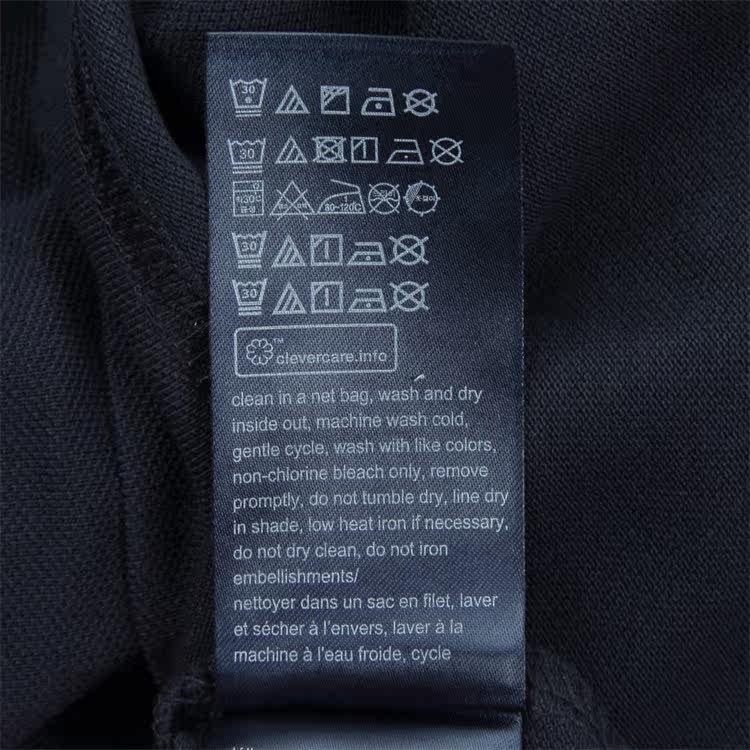 30
30
80~120°C
30
30
clevercare.info™
clean in a net bag, wash and dry
inside out, machine wash cold,
gentle cycle, wash with like colors,
non-chlorine bleach only, remove
promptly, do not tumble dry, line dry
in shade, low heat iron if necessary,
do not dry clean, do not iron
embellishments/
nettoyer dans un sac en filet, laver
et sécher à l'envers, laver à la
machine à l'eau froide, cycle